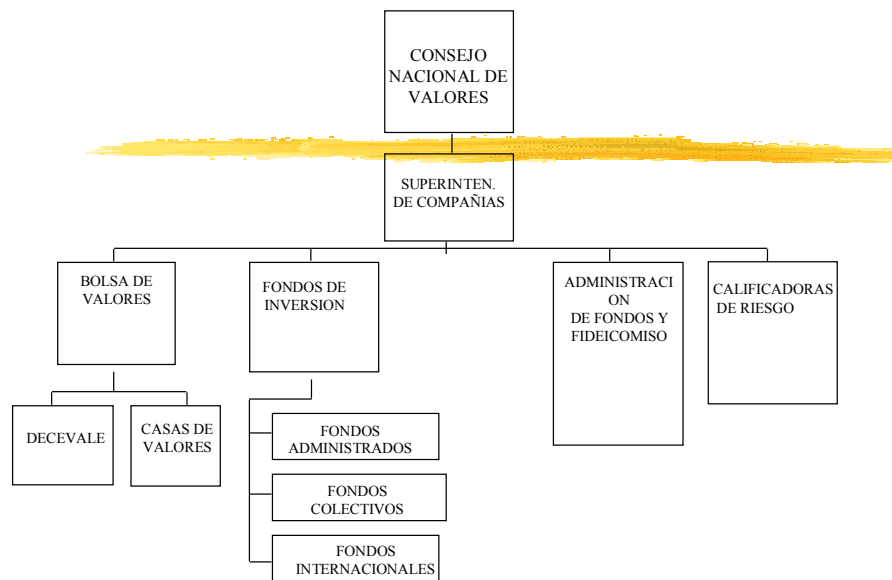 CONSEJO
NACIONAL DE
VALORES
SUPERINTEN.
DE COMPAÑIAS
BOLSA DE
VALORES
FONDOS DE
INVERSION
ADMINISTRACI
ON
DE FONDOS Y
FIDEICOMISO
CALIFICADORAS
DE RIESGO
DECEVALE
CASAS DE
VALORES
FONDOS
ADMINISTRADOS
FONDOS
COLECTIVOS
FONDOS
INTERNACIONALES